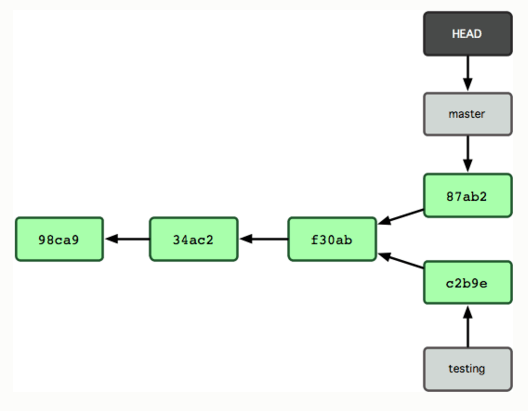 HEAD
master
87ab2
98ca9
34ac2
f30ab
c2b9e
testing